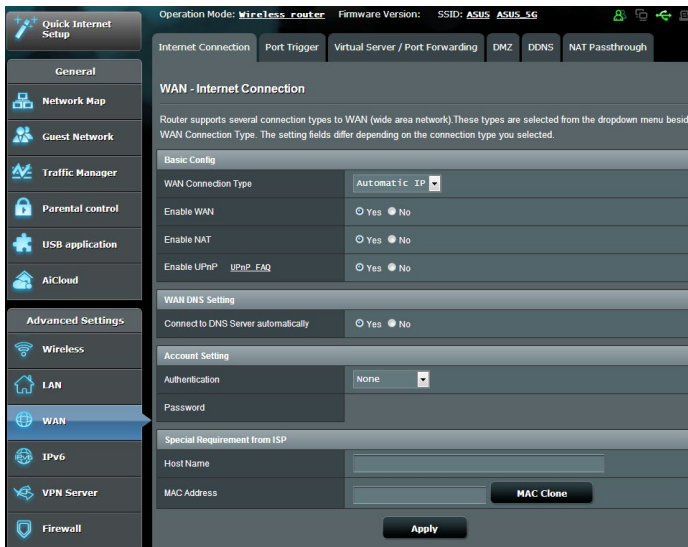 Quick Internet
Setup
Operation Mode: Wireless router Firmware Version: SSID: ASUS ASUS_5G
Internet Connection Port Trigger Virtual Server / Port Forwarding DMZ DDNS NAT Passthrough
General
Network Map
Guest Network
Traffic Manager
Parental control
USB application
AiCloud
Advanced Settings
Wireless
LAN
WAN
IPv6
VPN Server
Firewall
WAN - Internet Connection
Router supports several connection types to WAN (wide area network).These types are selected from the dropdown menu besid
WAN Connection Type. The setting fields differ depending on the connection type you selected.
Basic Config
WAN Connection Type Automatic IP
Enable WAN Yes No
Enable NAT Yes No
Enable UPnP UPnP FAQ Yes No
WAN DNS Setting
Connect to DNS Server automatically Yes No
Account Setting
Authentication None
Password
Special Requirement from ISP
Host Name
MAC Address MAC Clone
Apply